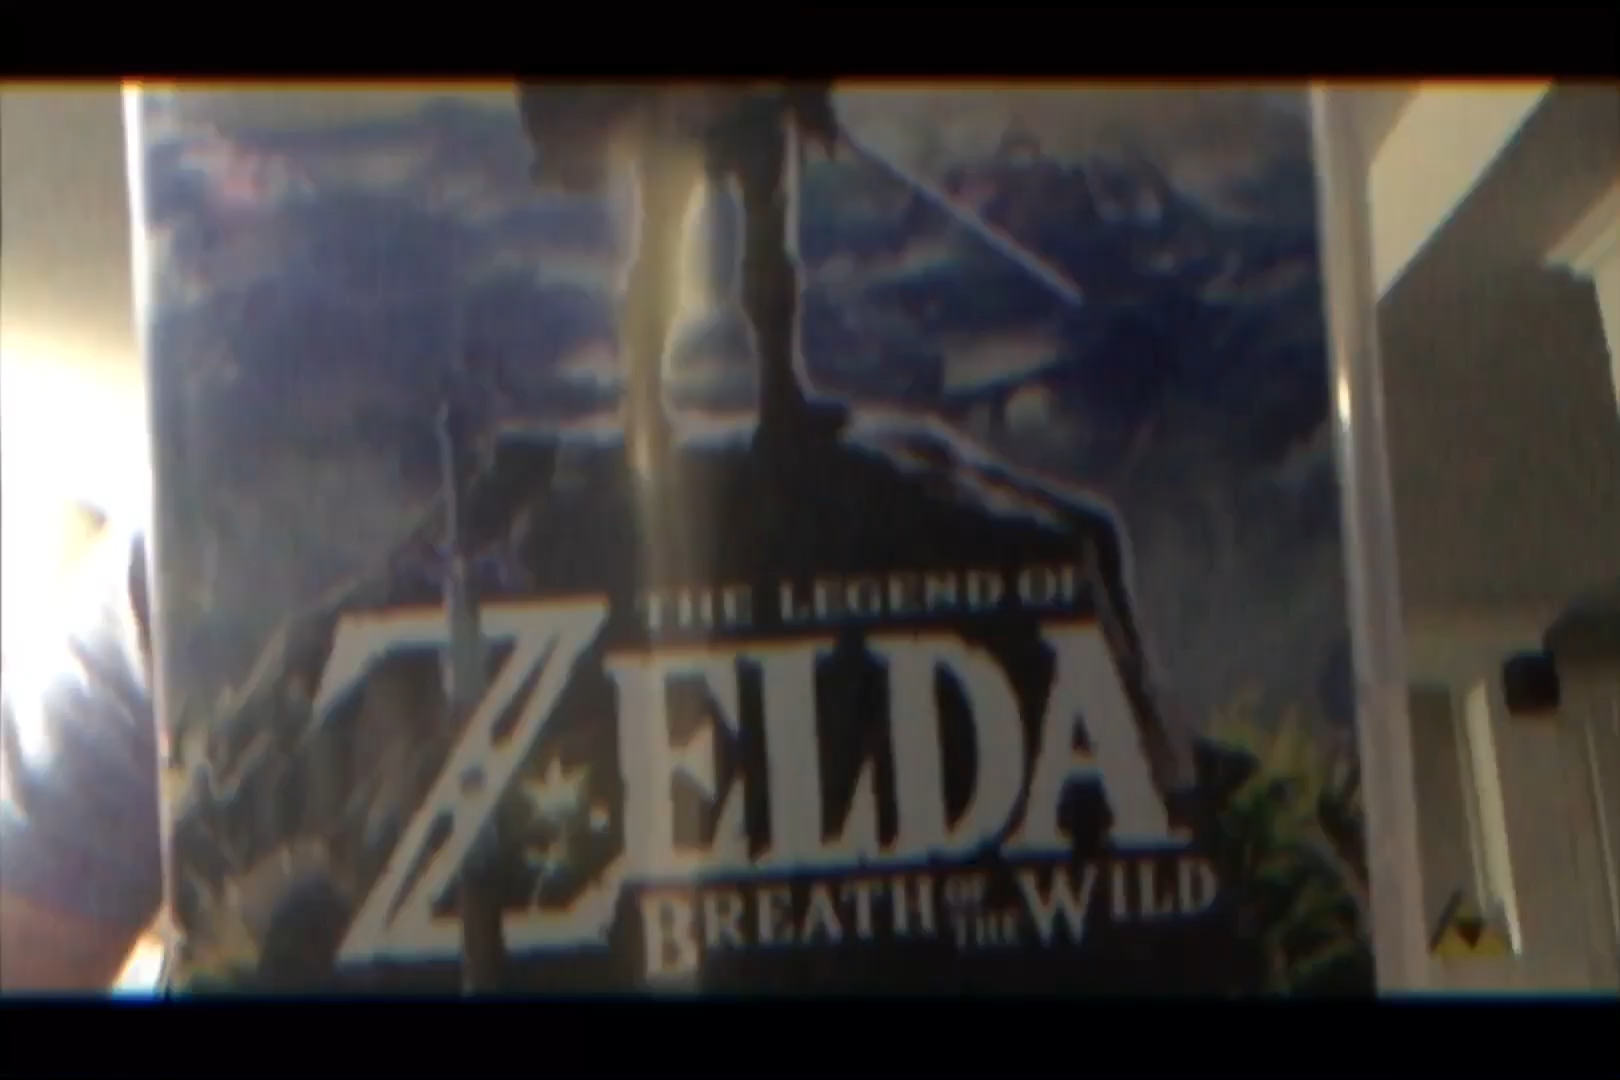 THE LEGEND OF
ZELDA
BREATH OF THE WILD